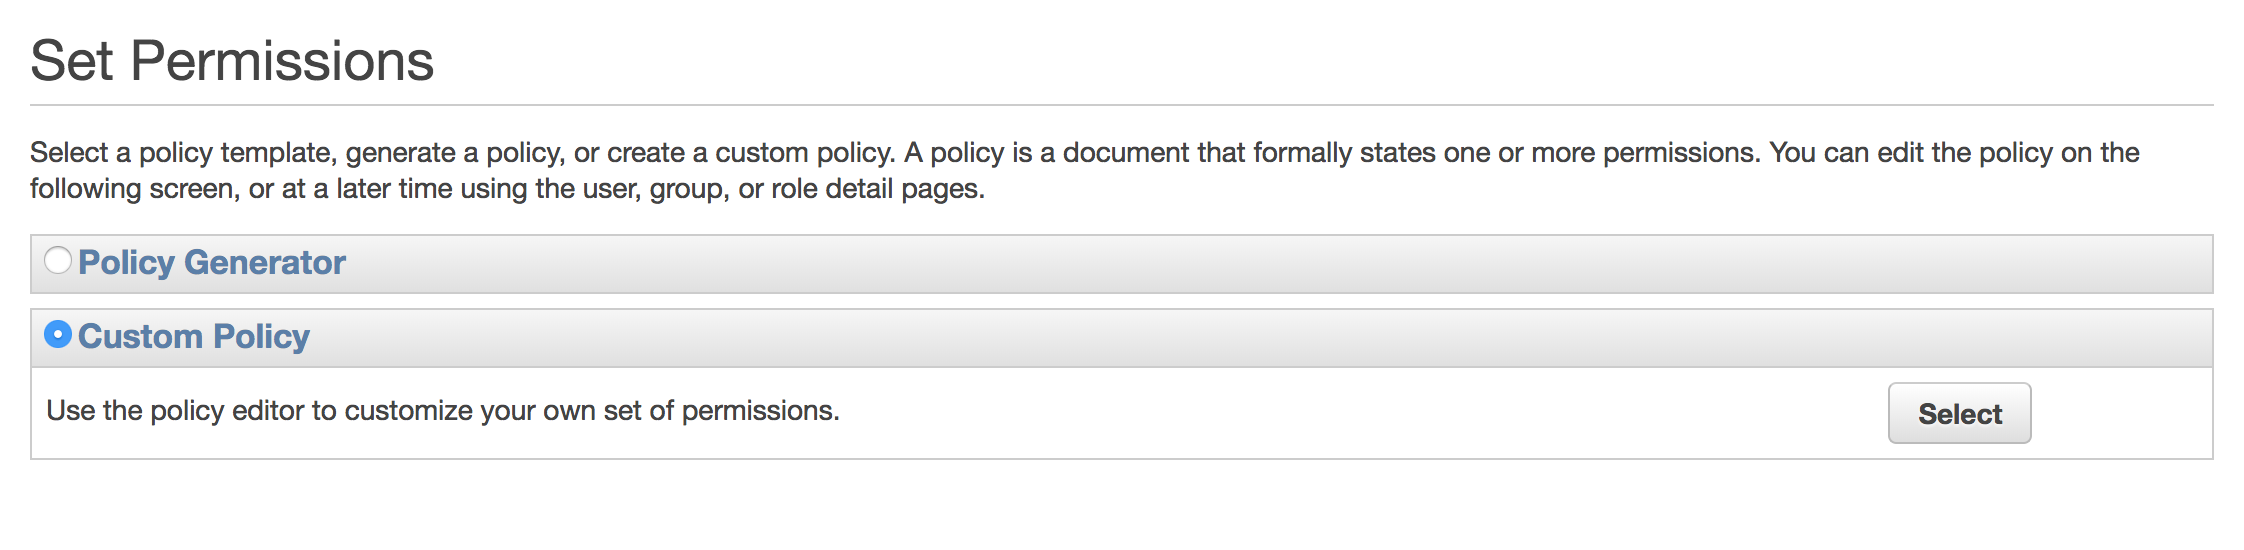 Set Permissions
Select a policy template, generate a policy, or create a custom policy. A policy is a document that formally states one or more permissions. You can edit the policy on the
following screen, or at a later time using the user, group, or role detail pages.
Policy Generator
Custom Policy
Use the policy editor to customize your own set of permissions.
Select